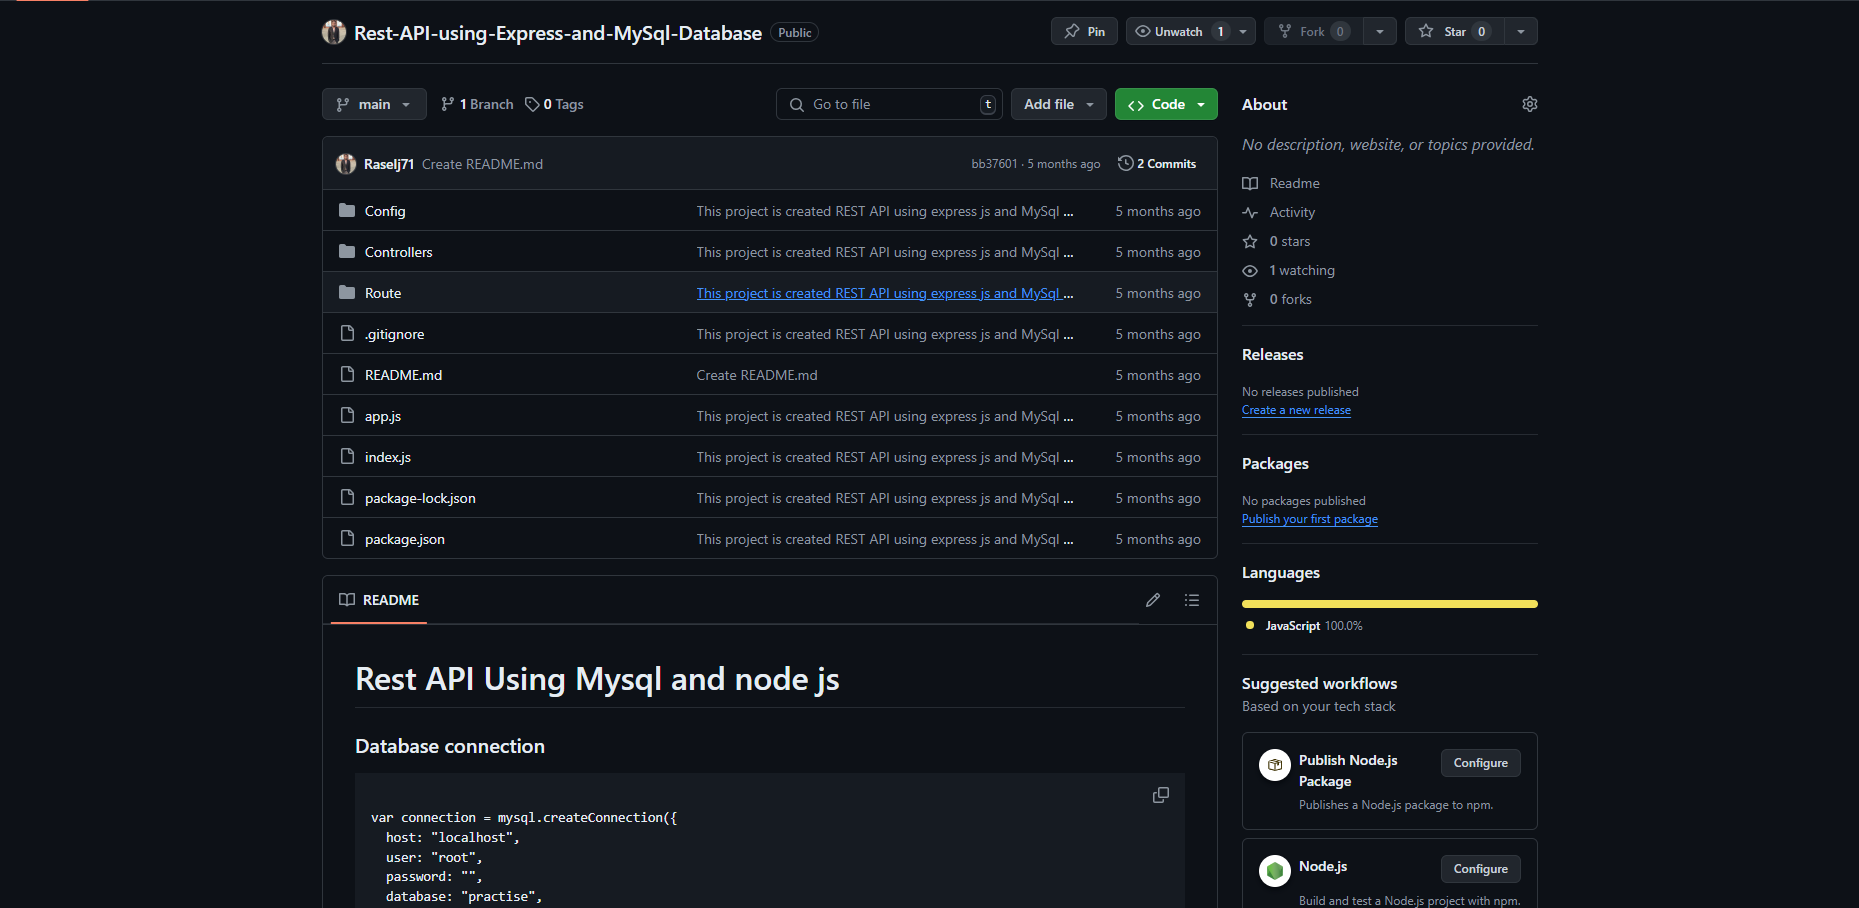 Rest-API-using-Express-and-MySql-Database Public
Pin Unwatch 1 Fork 0 Star 0
main 1 Branch 0 Tags Go to file t Add file Code
Raselj71 Create README.md bb37601 · 5 months ago 2 Commits
Config This project is created REST API using express js and MySql ... 5 months ago
Controllers This project is created REST API using express js and MySql ... 5 months ago
Route This project is created REST API using express js and MySql ... 5 months ago
.gitignore This project is created REST API using express js and MySql ... 5 months ago
README.md Create README.md 5 months ago
app.js This project is created REST API using express js and MySql ... 5 months ago
index.js This project is created REST API using express js and MySql ... 5 months ago
package-lock.json This project is created REST API using express js and MySql ... 5 months ago
package.json This project is created REST API using express js and MySql ... 5 months ago
README
Rest API Using Mysql and node js
Database connection
var connection = mysql.createConnection({
host: "localhost",
user: "root",
password: "",
database: "practise",
About
No description, website, or topics provided.
Readme
Activity
0 stars
1 watching
0 forks
Releases
No releases published
Create a new release
Packages
No packages published
Publish your first package
Languages
JavaScript 100.0%
Suggested workflows
Based on your tech stack
Publish Node.js
Package
Configure
Publishes a Node.js package to npm.
Node.js
Configure
Build and test a Node.js project with npm.